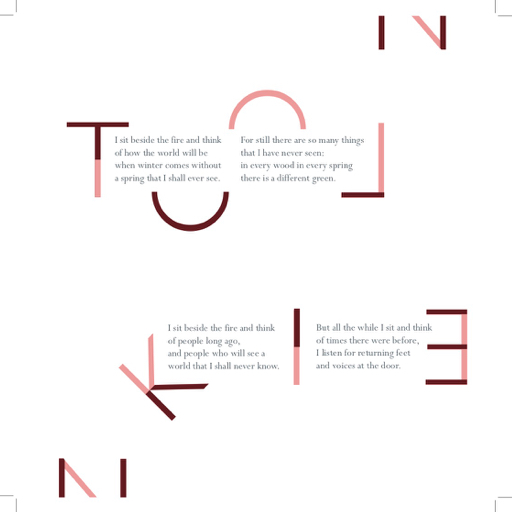 T O L
I sit beside the fire and think
of how the world will be
when winter comes without
a spring that I shall ever see.
For still there are so many things
that I have never seen:
in every wood in every spring
there is a different green.
K I E
I sit beside the fire and think
of people long ago,
and people who will see a
world that I shall never know.
But all the while I sit and think
of times there were before,
I listen for returning feet
and voices at the door.
N